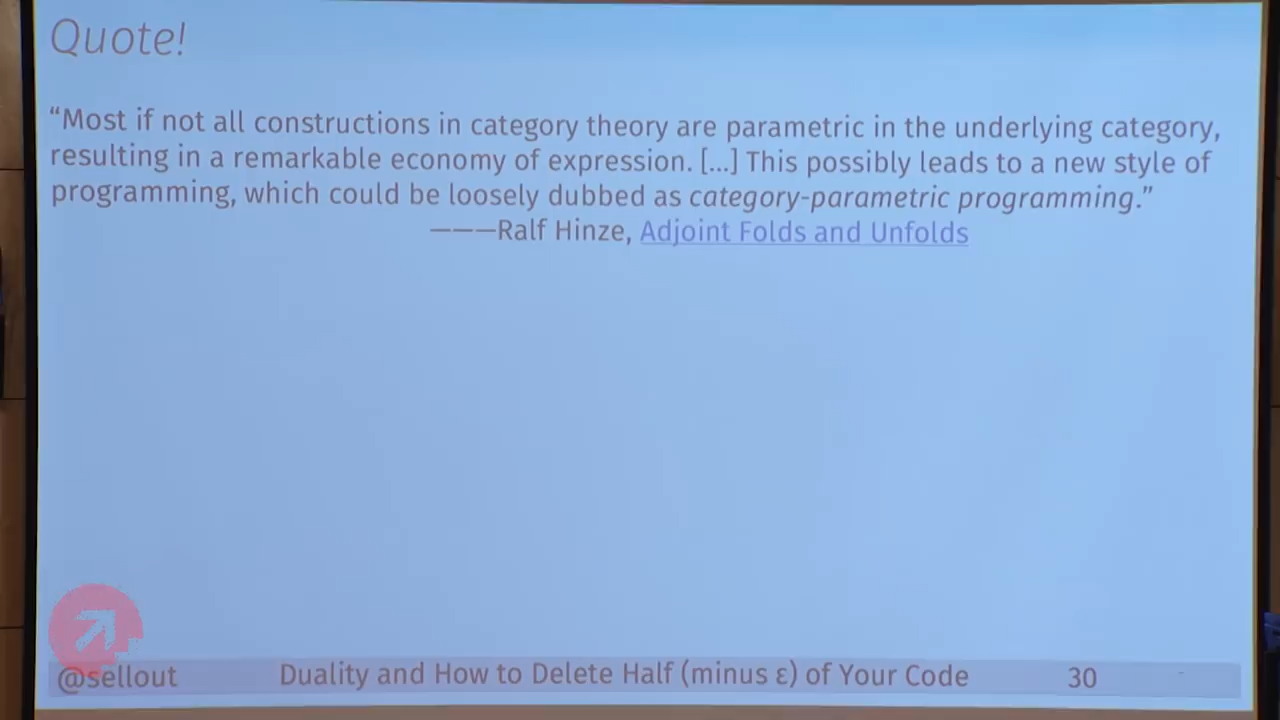 Quote!
“Most if not all constructions in category theory are parametric in the underlying category,
resulting in a remarkable economy of expression. [...] This possibly leads to a new style of
programming, which could be loosely dubbed as category-parametric programming.”
———Ralf Hinze, Adjoint Folds and Unfolds
@sellout Duality and How to Delete Half (minus ε) of Your Code 30